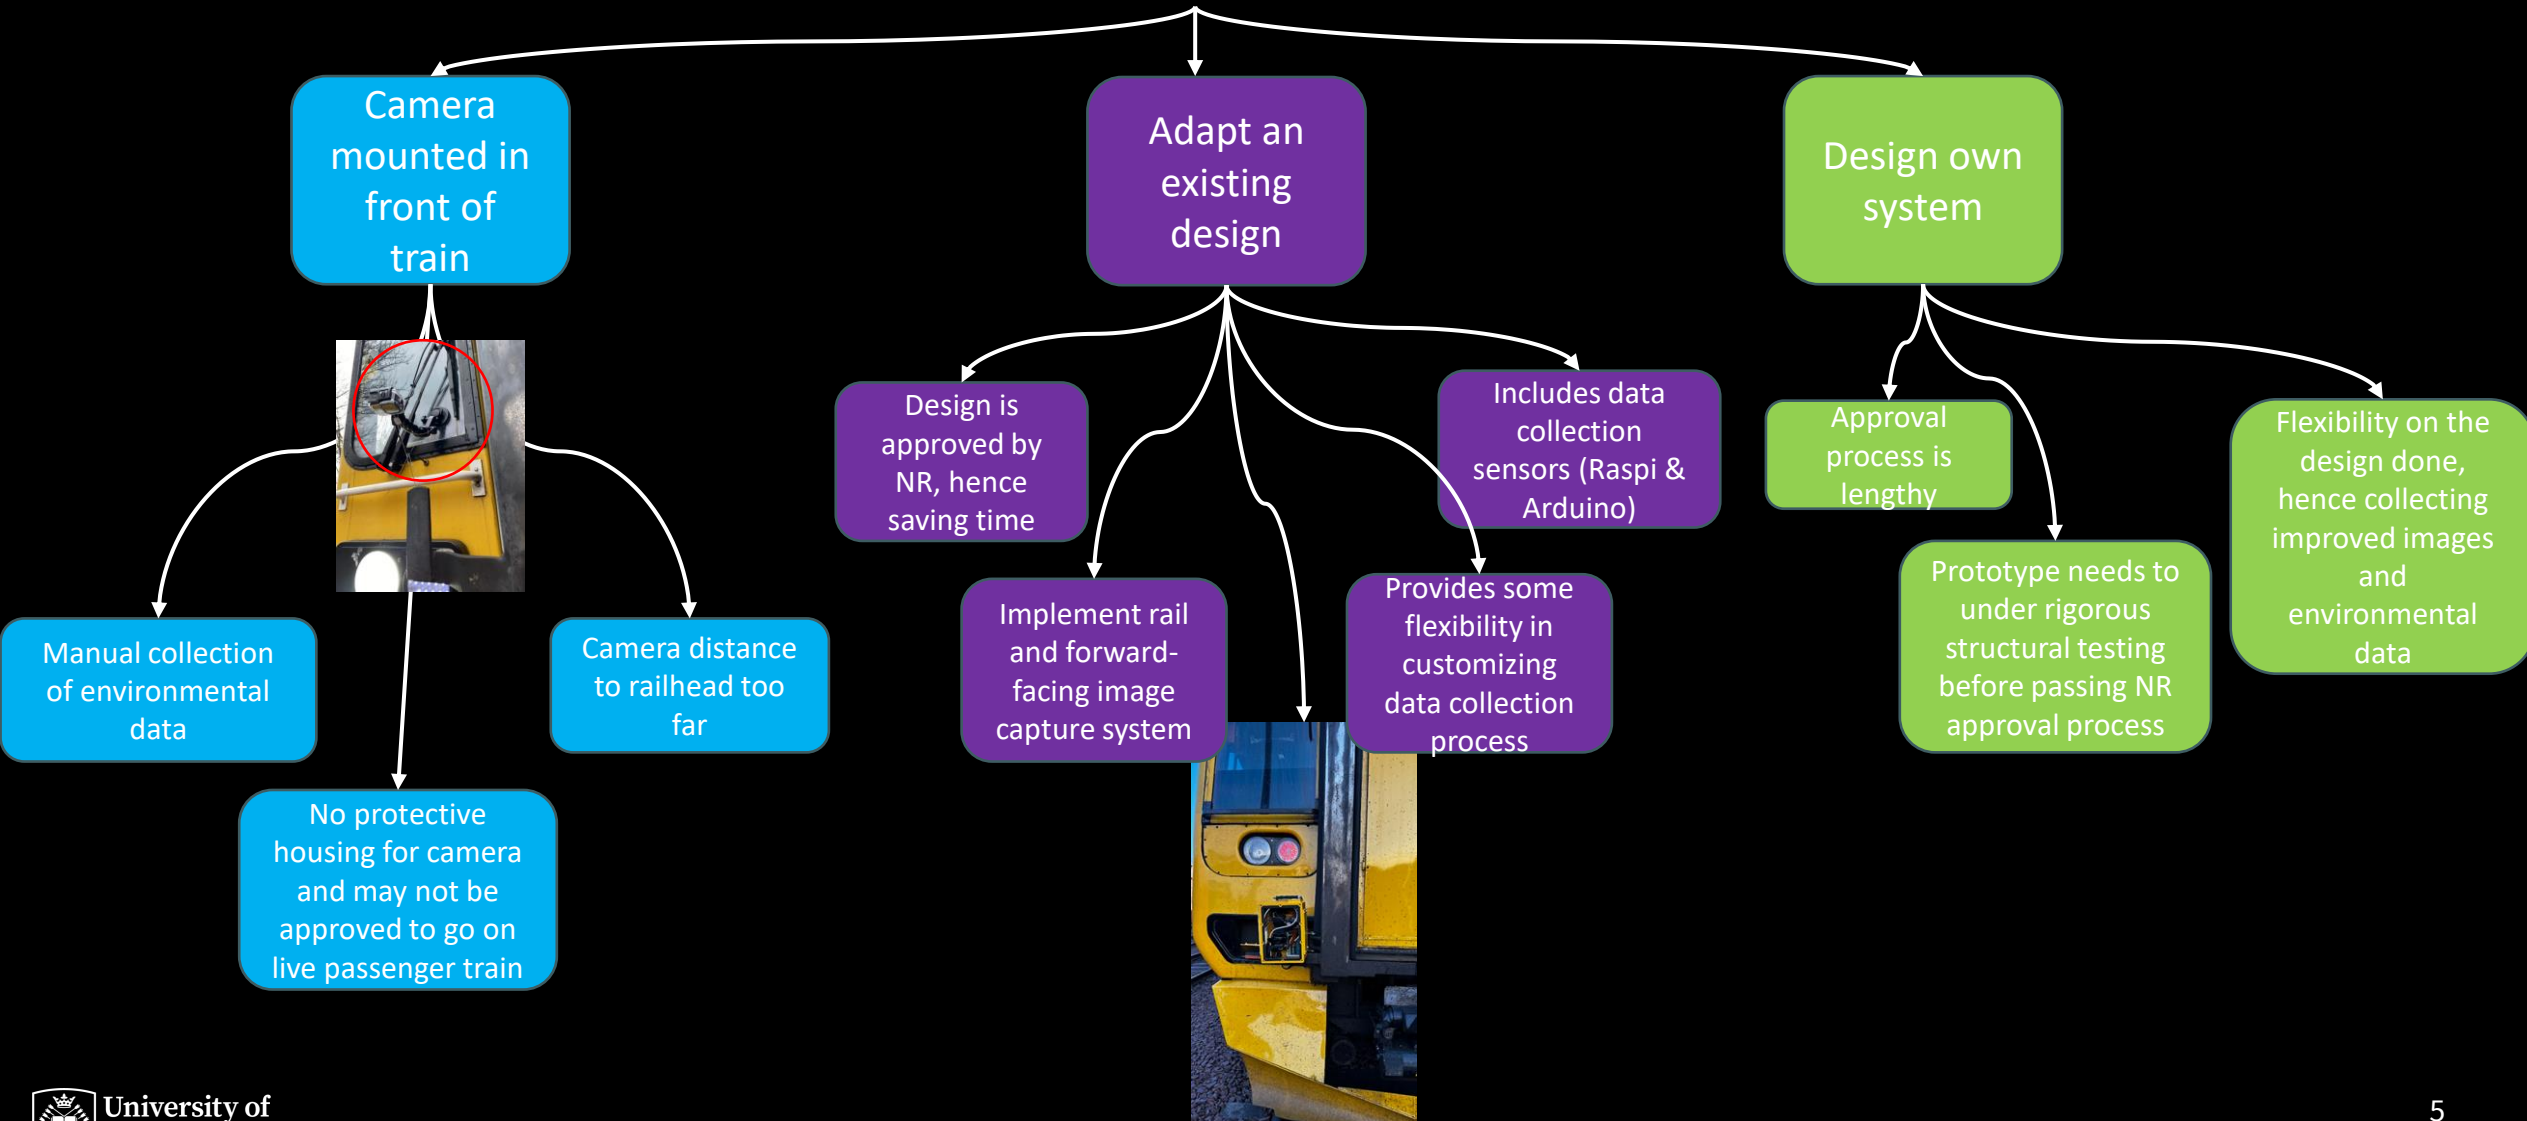 Camera
mounted in
front of
train
Adapt an
existing
design
Design own
system
Manual collection
of environmental
data
No protective
housing for camera
and may not be
approved to go on
live passenger train
Camera distance
to railhead too
far
Design is
approved by
NR, hence
saving time
Implement rail
and forward-
facing image
capture system
Provides some
flexibility in
customizing
data collection
process
Includes data
collection
sensors (Raspi &
Arduino)
Approval
process is
lengthy
Prototype needs to
under rigorous
structural testing
before passing NR
approval process
Flexibility on the
design done,
hence collecting
improved images
and
environmental
data
University of
5